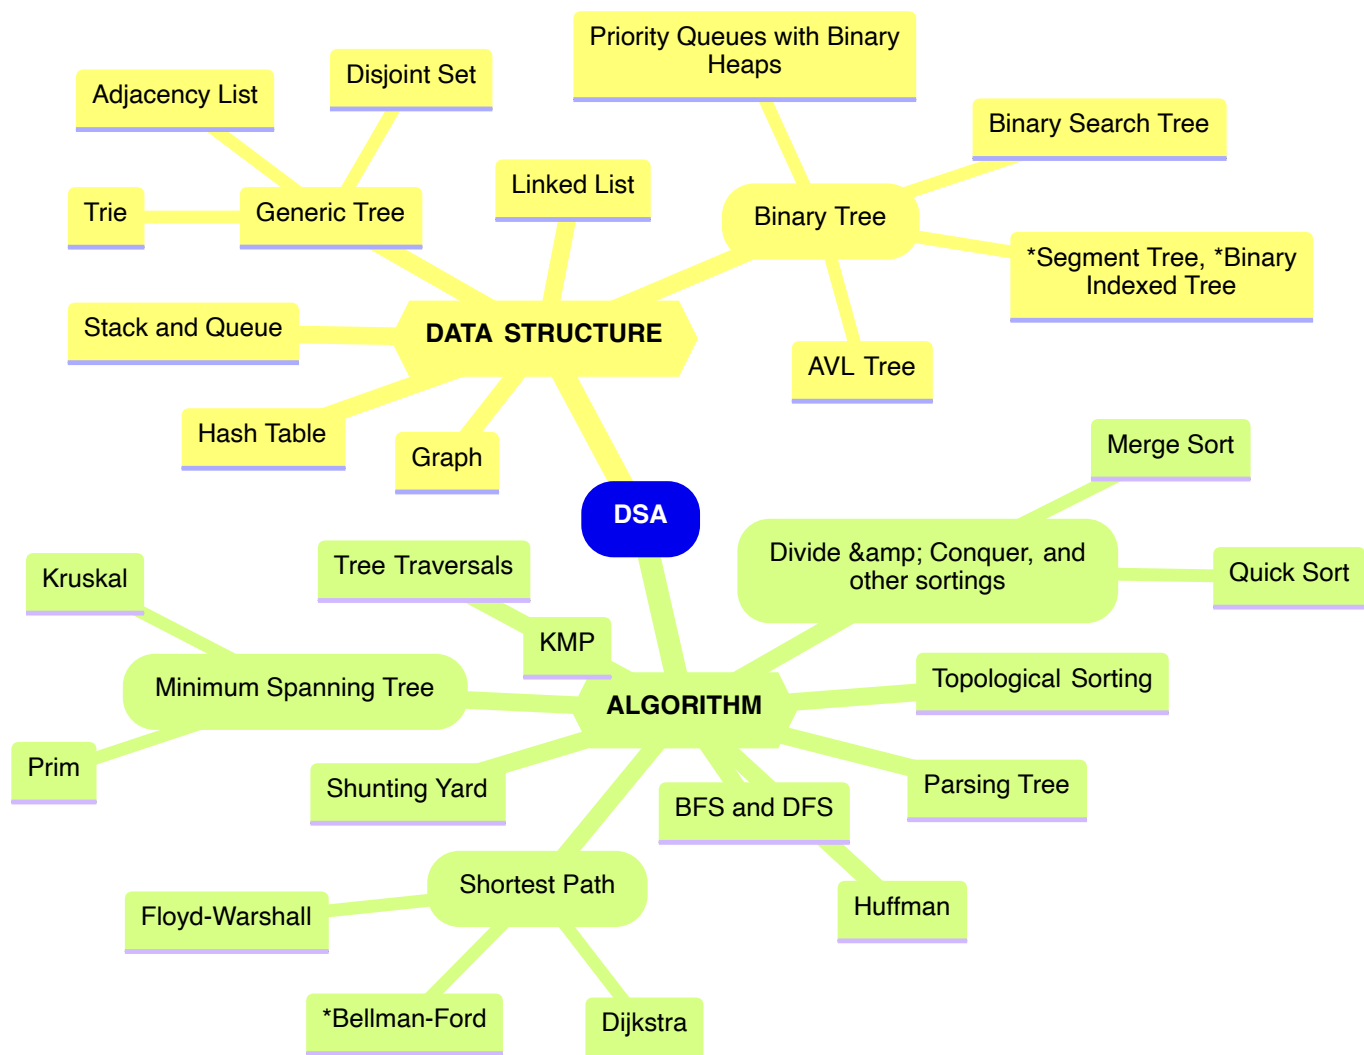 Priority Queues with Binary
Heaps
Disjoint Set
Adjacency List
Binary Search Tree
Linked List
Trie
Generic Tree
Binary Tree
*Segment Tree, *Binary
Indexed Tree
Stack and Queue
DATA STRUCTURE
AVL Tree
Hash Table
Graph
Merge Sort
DSA
Divide &amp; Conquer, and
other sortings
Tree Traversals
Kruskal
Quick Sort
KMP
Minimum Spanning Tree
Topological Sorting
ALGORITHM
Prim
Shunting Yard
BFS and DFS
Parsing Tree
Shortest Path
Floyd-Warshall
Huffman
*Bellman-Ford
Dijkstra